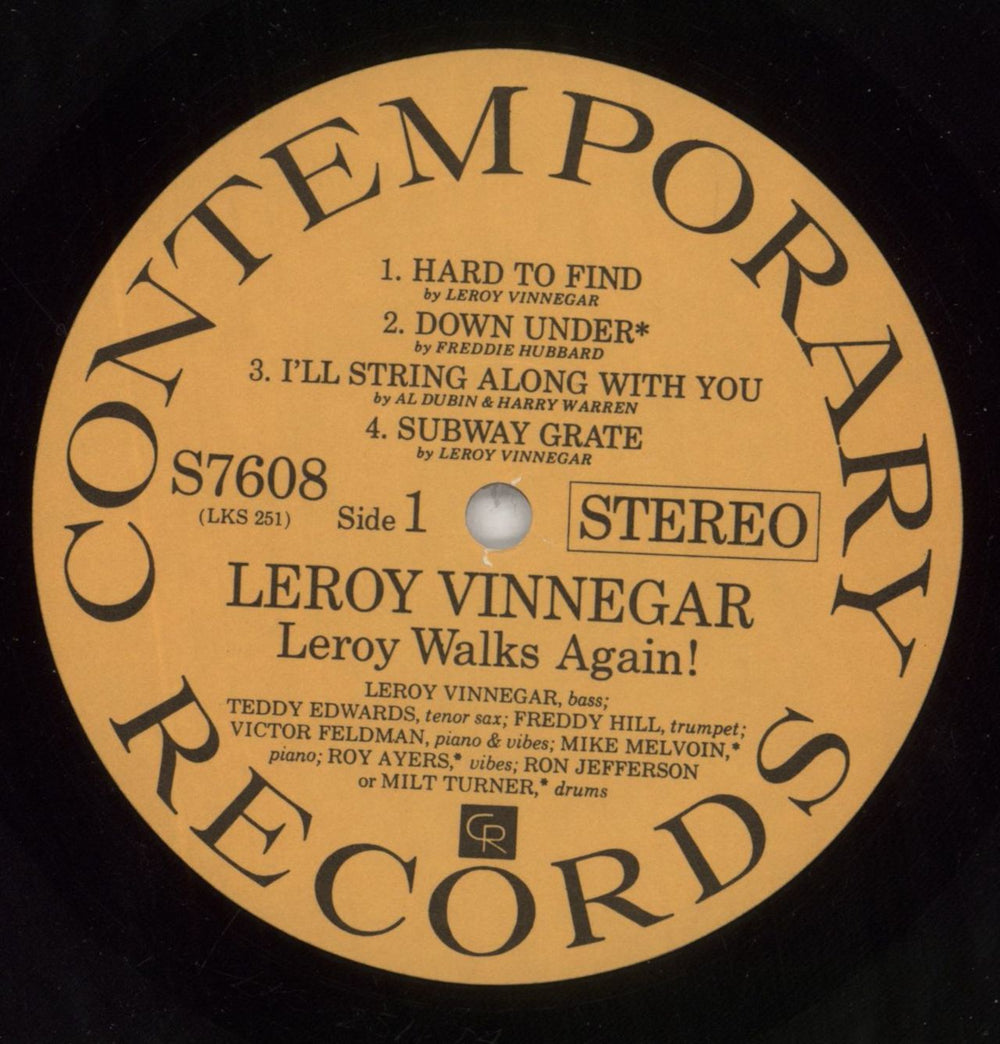 CONTEMPORARY
1. HARD TO FIND
by LEROY VINNEGAR
2. DOWN UNDER*
by FREDDIE HUBBARD
3. I'LL STRING ALONG WITH YOU
by AL DUBIN & HARRY WARREN
4. SUBWAY GRATE
by LEROY VINNEGAR
S7608
(LKS 251)
Side 1
STEREO
LEROY VINNEGAR
Leroy Walks Again!
LEROY VINNEGAR, bass;
TEDDY EDWARDS, tenor sax; FREDDY HILL, trumpet;
VICTOR FELDMAN, piano & vibes; MIKE MELVOIN,*
piano; ROY AYERS,* vibes; RON JEFFERSON
or MILT TURNER,* drums
CR
RECORDS